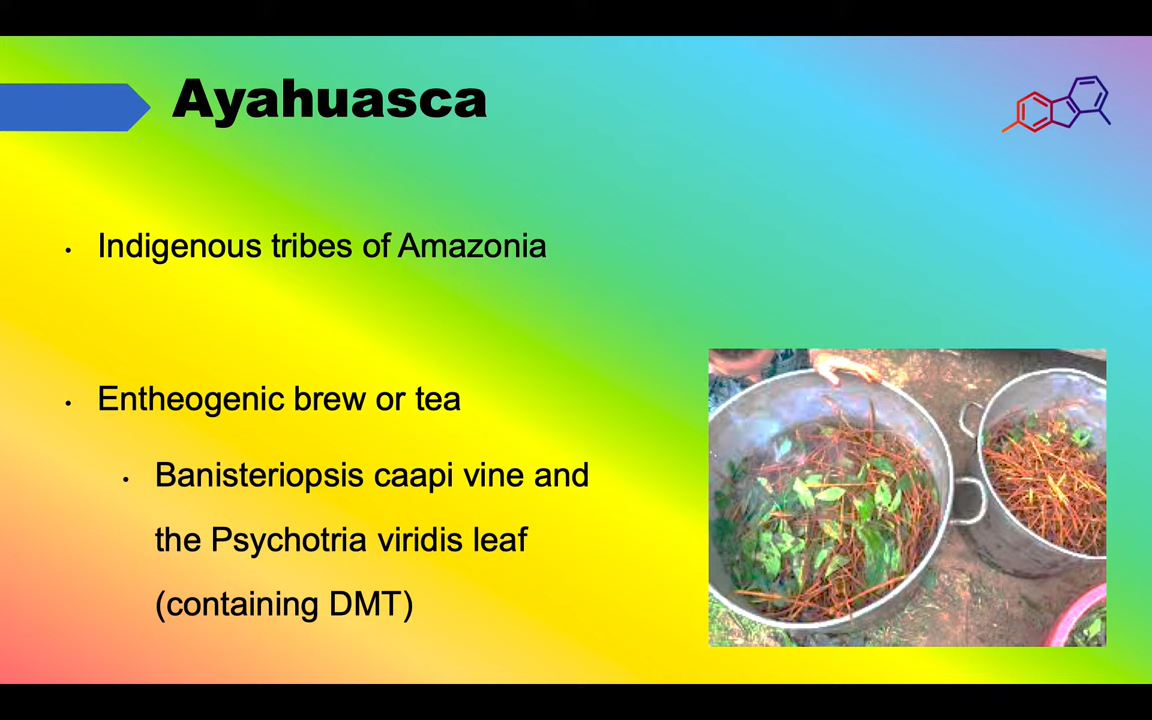 Ayahuasca
• Indigenous tribes of Amazonia
• Entheogenic brew or tea
• Banisteriopsis caapi vine and
the Psychotria viridis leaf
(containing DMT)